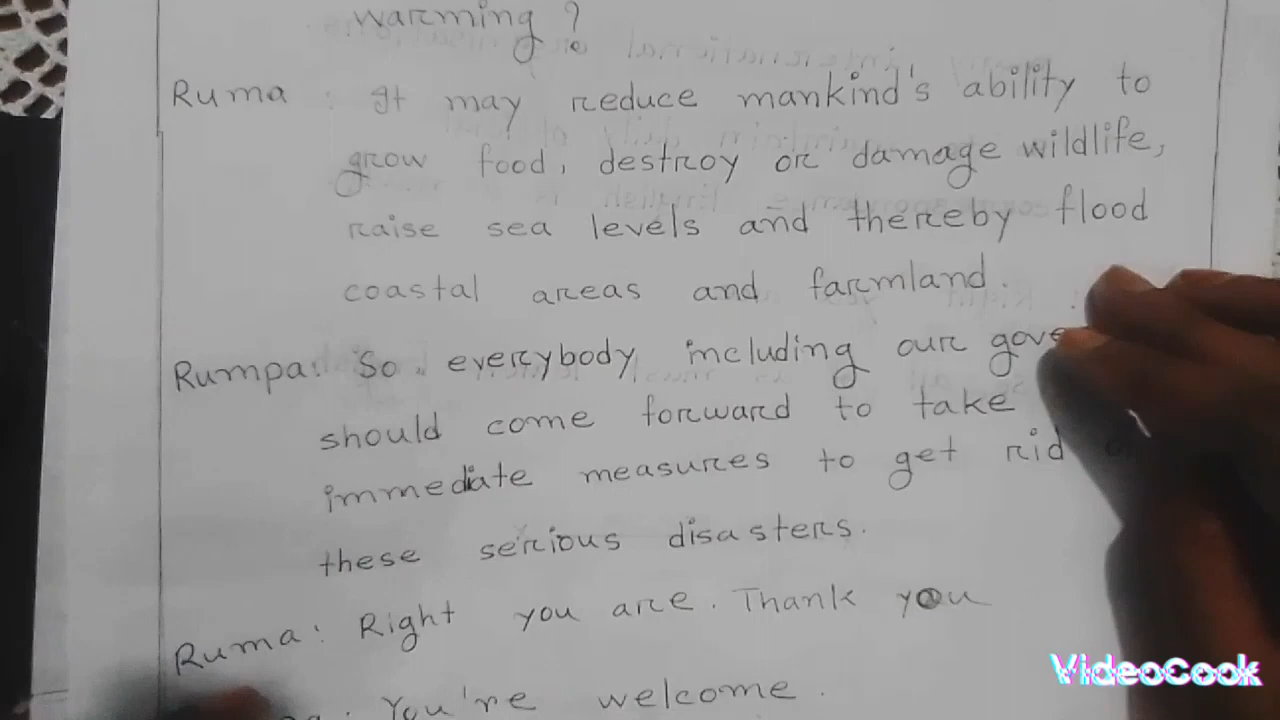 warming?
Ruma : It may reduce mankind's ability to
grow food, destroy or damage wildlife,
raise sea levels and thereby flood
coastal areas and farmland.
Rumpa: So, everybody including our
should come forward to take
immediate measures to get rid
these serious disasters.
Ruma: Right you are. Thank you
You're welcome.
VideoCook